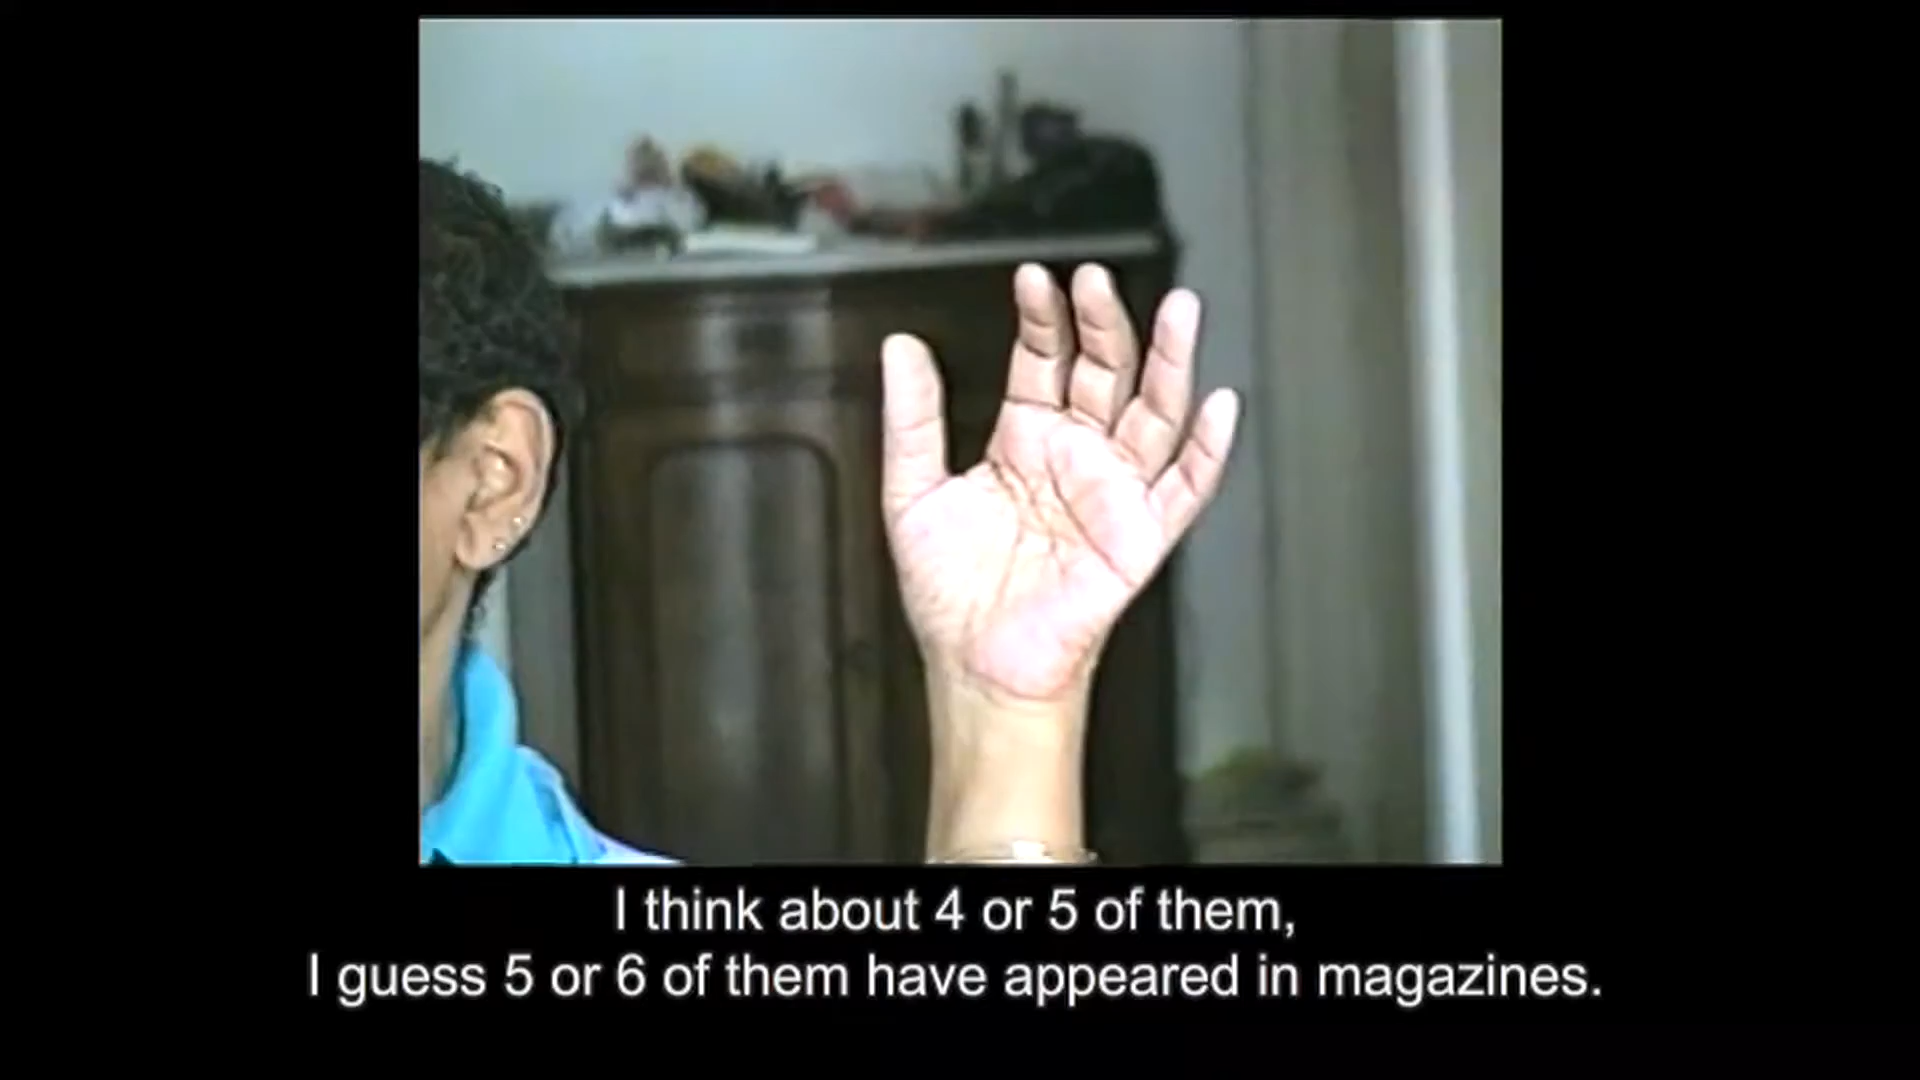 I think about 4 or 5 of them,
I guess 5 or 6 of them have appeared in magazines.